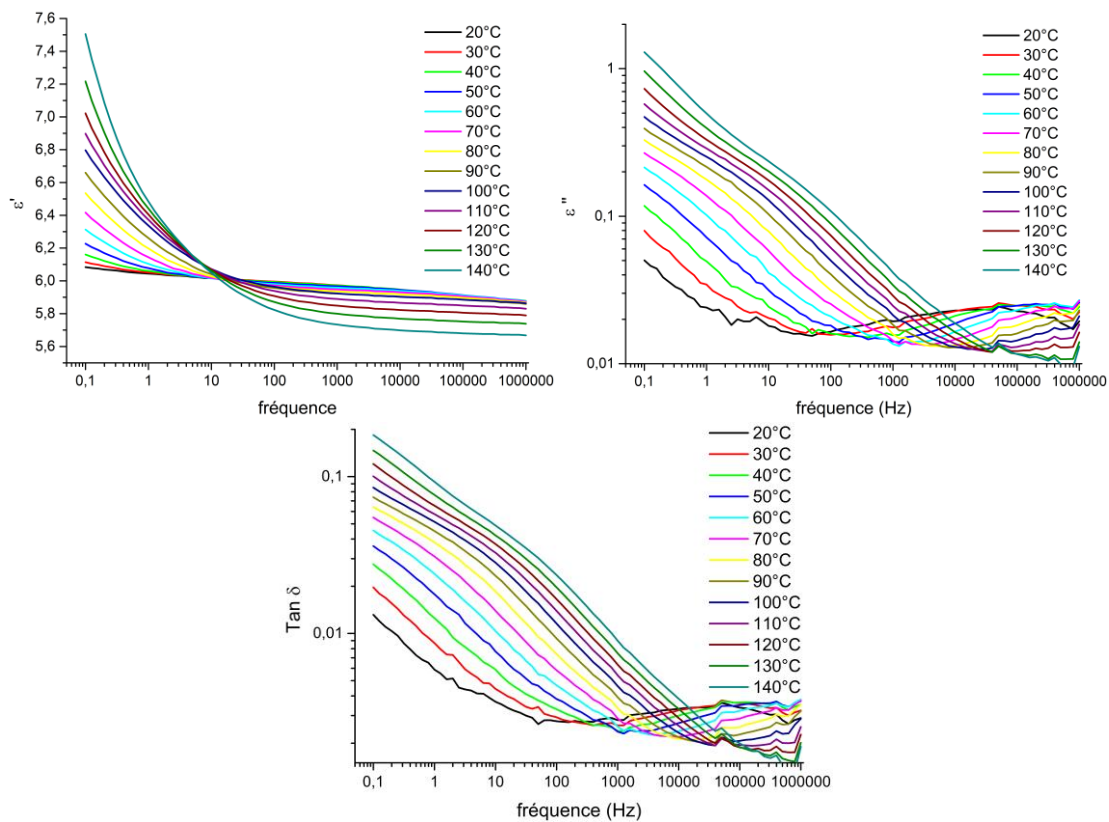 7,6
7,4
7,2
7,0
6,8
6,6
6,4
6,2
6,0
5,8
5,6
ε'
0,1 1 10 100 1000 10000 100000 1000000
fréquence
20°C
30°C
40°C
50°C
60°C
70°C
80°C
90°C
100°C
110°C
120°C
130°C
140°C
1
0,1
0,01
ε"
0,1 1 10 100 1000 10000 100000 1000000
fréquence (Hz)
20°C
30°C
40°C
50°C
60°C
70°C
80°C
90°C
100°C
110°C
120°C
130°C
140°C
0,1
0,01
Tan δ
0,1 1 10 100 1000 10000 100000 1000000
fréquence (Hz)
20°C
30°C
40°C
50°C
60°C
70°C
80°C
90°C
100°C
110°C
120°C
130°C
140°C